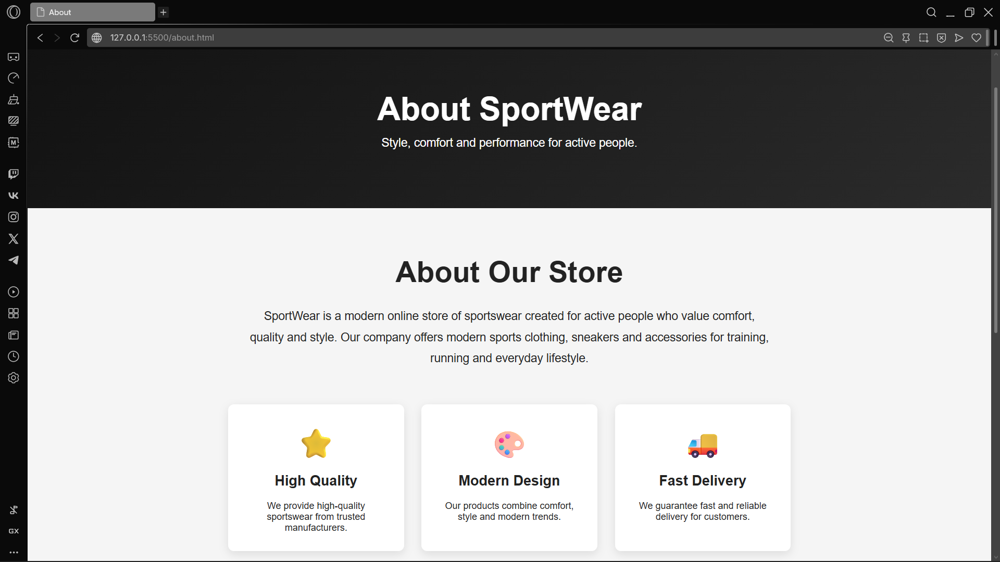 About
127.0.0.1:5500/about.html
M
VK
GX
About SportWear
Style, comfort and performance for active people.
About Our Store
SportWear is a modern online store of sportswear created for active people who value comfort,
quality and style. Our company offers modern sports clothing, sneakers and accessories for training,
running and everyday lifestyle.
High Quality
We provide high-quality
sportswear from trusted
manufacturers.
Modern Design
Our products combine comfort,
style and modern trends.
Fast Delivery
We guarantee fast and reliable
delivery for customers.